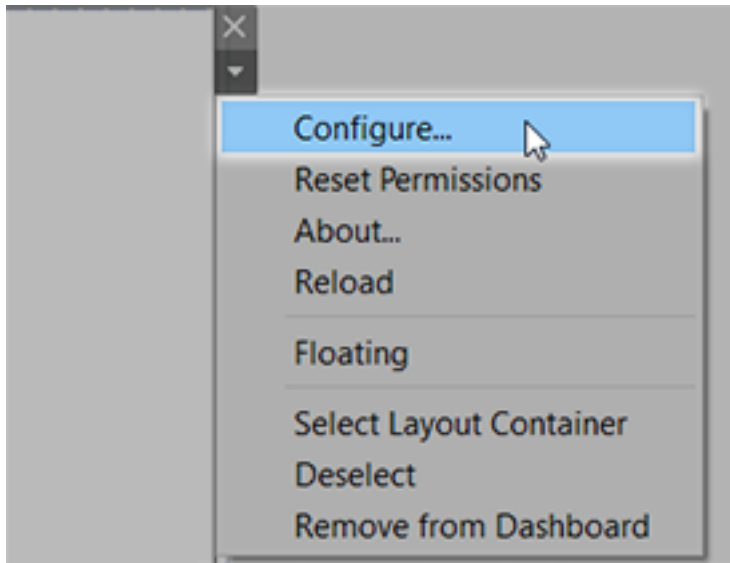 Configure...
Reset Permissions
About...
Reload
Floating
Select Layout Container
Deselect
Remove from Dashboard